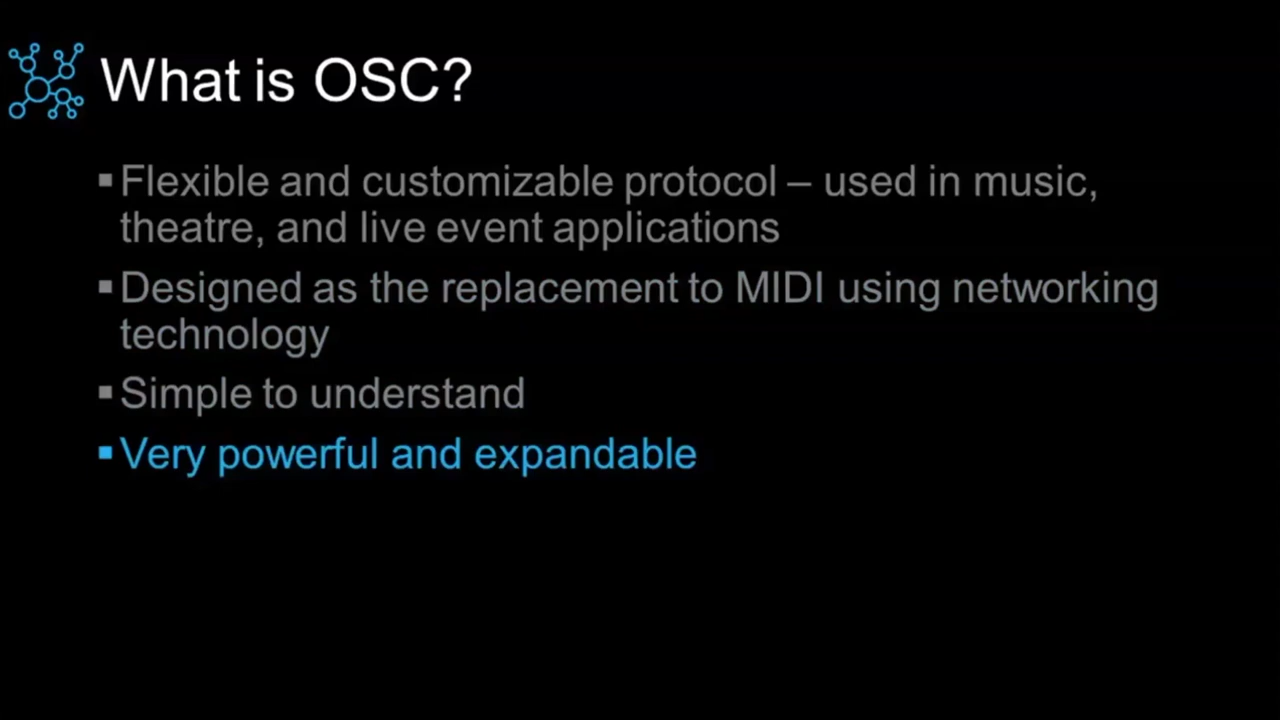 What is OSC?
▪Flexible and customizable protocol – used in music,
theatre, and live event applications
▪Designed as the replacement to MIDI using networking
technology
▪Simple to understand
▪Very powerful and expandable